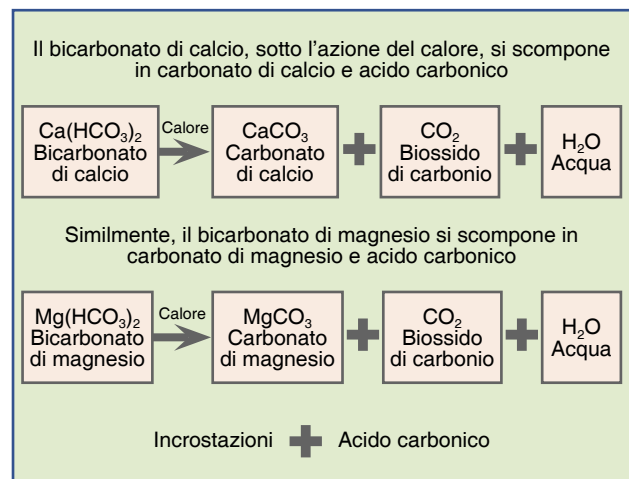 Il bicarbonato di calcio, sotto l'azione del calore, si scompone
in carbonato di calcio e acido carbonico
Ca(HCO₃)₂
Bicarbonato
di calcio
Calore
CaCO₃
Carbonato
di calcio
CO₂
Biossido
di carbonio
H₂O
Acqua
Similmente, il bicarbonato di magnesio si scompone in
carbonato di magnesio e acido carbonico
Mg(HCO₃)₂
Bicarbonato
di magnesio
Calore
MgCO₃
Carbonato
di magnesio
CO₂
Biossido
di carbonio
H₂O
Acqua
Incrostazioni + Acido carbonico